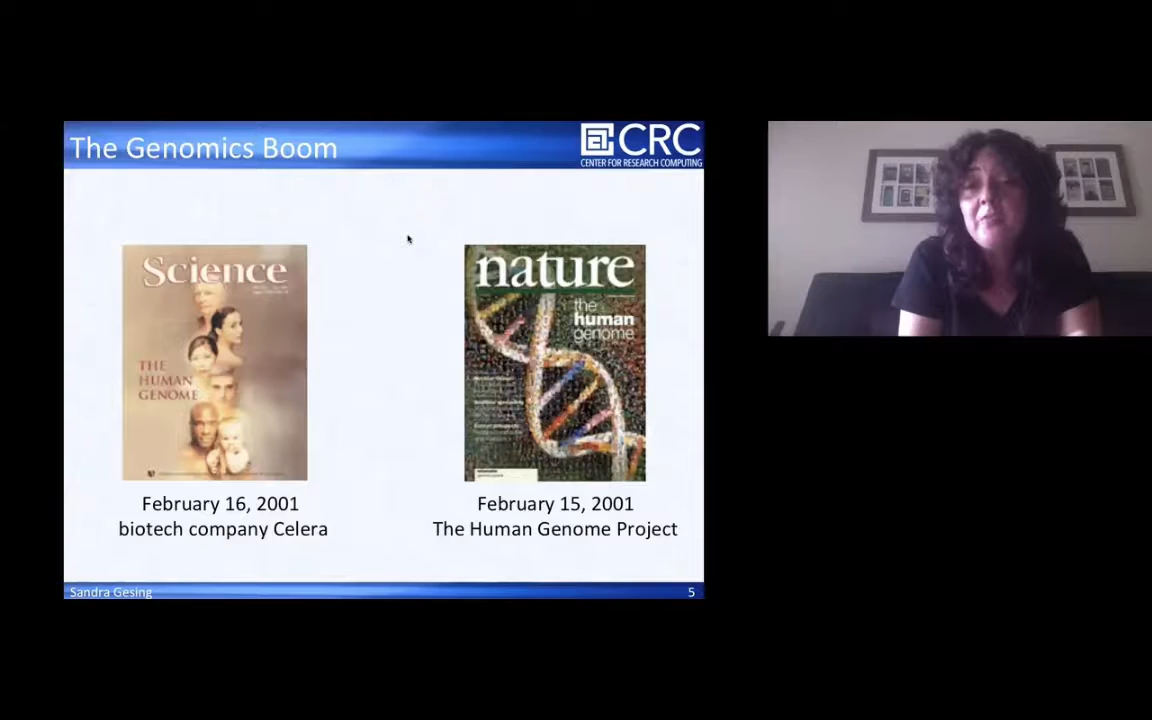 The Genomics Boom
CRC
CENTER FOR RESEARCH COMPUTING
Science
THE
HUMAN
GENOME
nature
the
human
genome
February 16, 2001
biotech company Celera
February 15, 2001
The Human Genome Project
Sandra Gesing
5